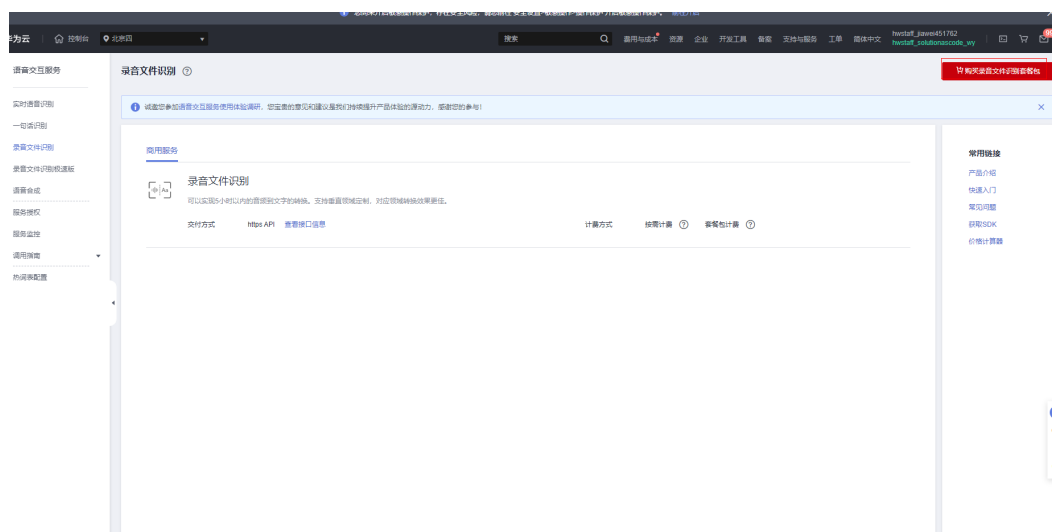 华为云
控制台
北京四
搜索
费用与成本 资源 企业 开发工具 备案 支持与服务 工单 简体中文
hwstaff_jiawei451762
hwstaff_solutionascode_wy
语音交互服务
实时语音识别
一句话识别
录音文件识别
录音文件识别极速版
语音合成
服务授权
服务监控
调用指南
热词表配置
录音文件识别
购买录音文件识别套餐包
诚邀您参加语音交互服务使用体验调研，您宝贵的意见和建议是我们持续提升产品体验的源动力，感谢您的参与！
商用服务
录音文件识别
可以实现5小时以内的音频到文字的转换。支持垂直领域定制，对应领域转换效果更佳。
交付方式 https API 查看接口信息 计费方式 按需计费 套餐包计费
常用链接
产品介绍
快速入门
常见问题
获取SDK
价格计算器